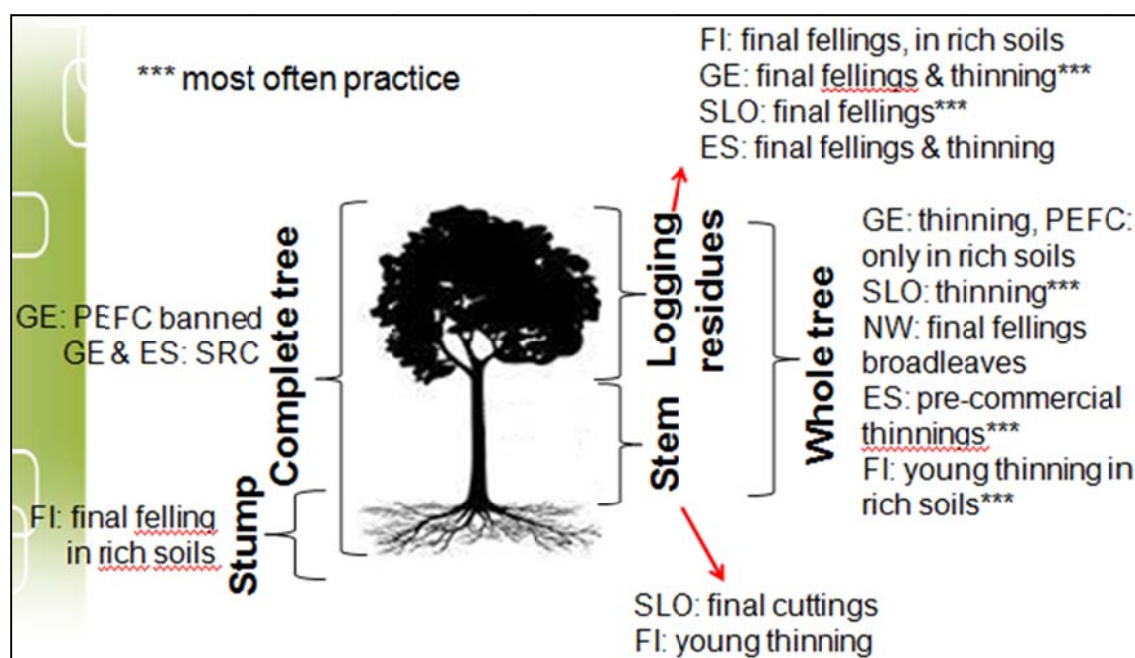 *** most often practice
FI: final fellings, in rich soils
GE: final fellings & thinning***
SLO: final fellings***
ES: final fellings & thinning
GE: PEFC banned
GE & ES: SRC
Complete tree
Logging
residues
Stem
Whole tree
GE: thinning, PEFC:
only in rich soils
SLO: thinning***
NW: final fellings
broadleaves
ES: pre-commercial
thinnings***
FI: young thinning in
rich soils***
FI: final felling
in rich soils
Stump
SLO: final cuttings
FI: young thinning